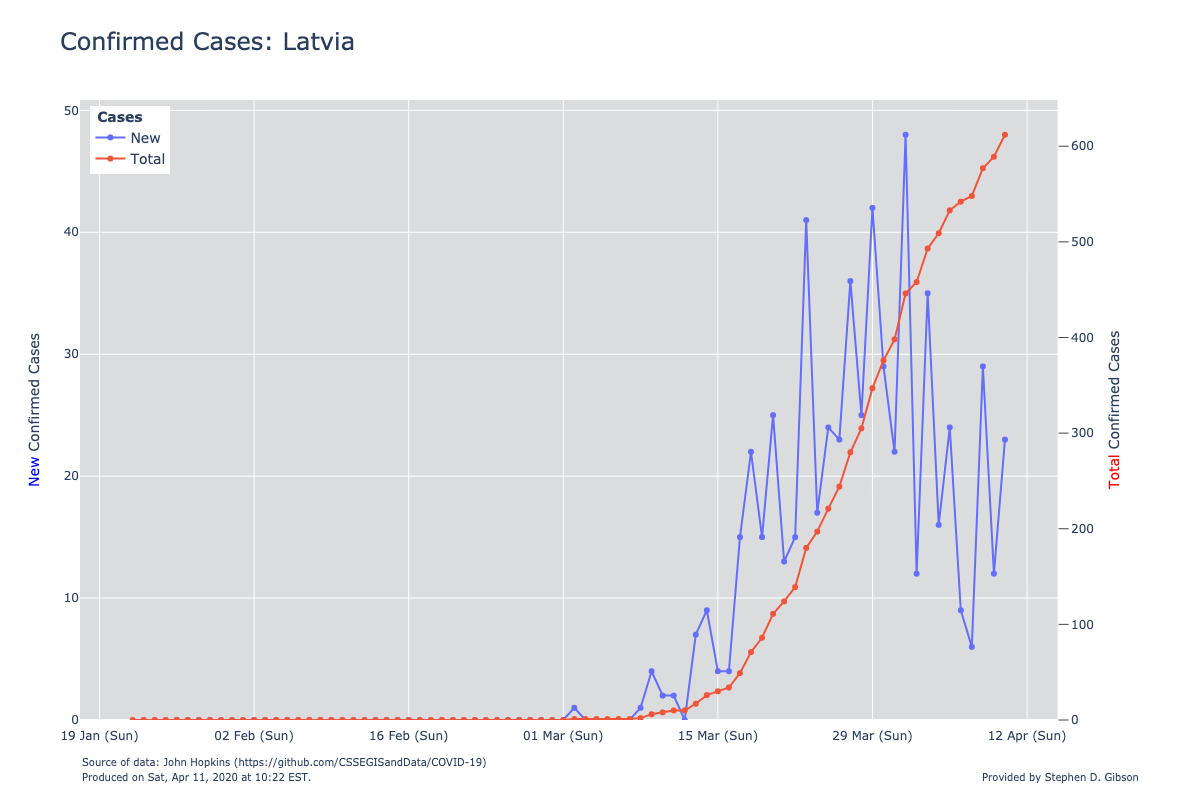 Confirmed Cases: Latvia
Cases
New
Total
50
40
30
20
10
0
600
500
400
300
200
100
0
New Confirmed Cases
Total Confirmed Cases
19 Jan (Sun)
02 Feb (Sun)
16 Feb (Sun)
01 Mar (Sun)
15 Mar (Sun)
29 Mar (Sun)
12 Apr (Sun)
Source of data: John Hopkins (https://github.com/CSSEGISandData/COVID-19)
Produced on Sat, Apr 11, 2020 at 10:22 EST.
Provided by Stephen D. Gibson